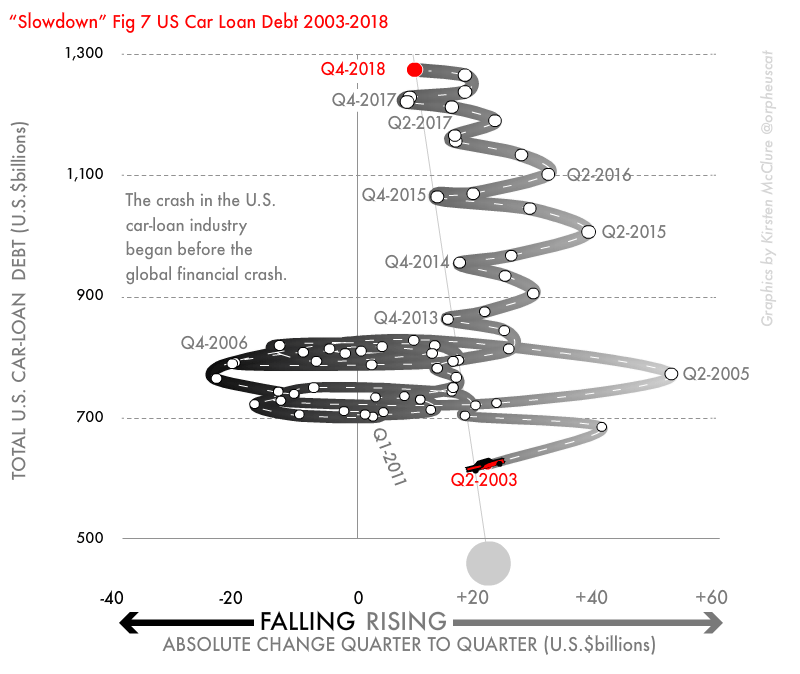 “Slowdown” Fig 7 US Car Loan Debt 2003-2018
1,300
Q4-2018
Q4-2017
Q2-2017
1,100
Q2-2016
Q4-2015
The crash in the U.S.
car-loan industry
began before the
global financial crash.
Q2-2015
Q4-2014
900
Q4-2013
Q4-2006
Q2-2005
700
Q1-2011
Q2-2003
500
-40 -20 0 +20 +40 +60
FALLING RISING
ABSOLUTE CHANGE QUARTER TO QUARTER (U.S.$billions)
TOTAL U.S. CAR-LOAN DEBT (U.S.$billions)
Graphics by Kirsten McClure @orpheuscat